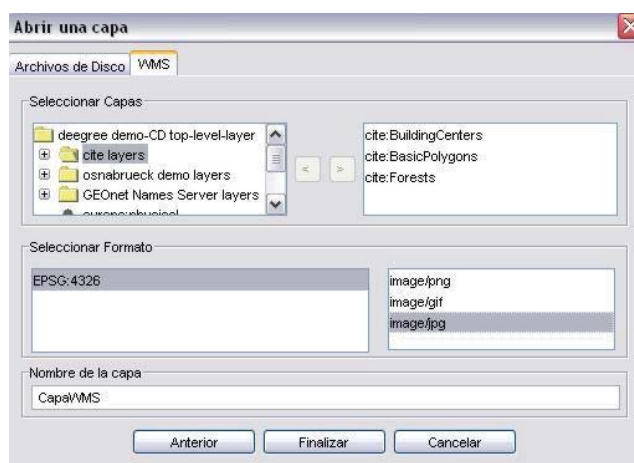 Abrir una capa
Archivos de Disco WMS
Seleccionar Capas
deegree demo-CD top-level-layer
cite layers
osnabrueck demo layers
GEOnet Names Server layers
< >
cite:BuildingCenters
cite:BasicPolygons
cite:Forests
Seleccionar Formato
EPSG:4326
image/png
image/gif
image/jpg
Nombre de la capa
CapaWMS
Anterior Finalizar Cancelar